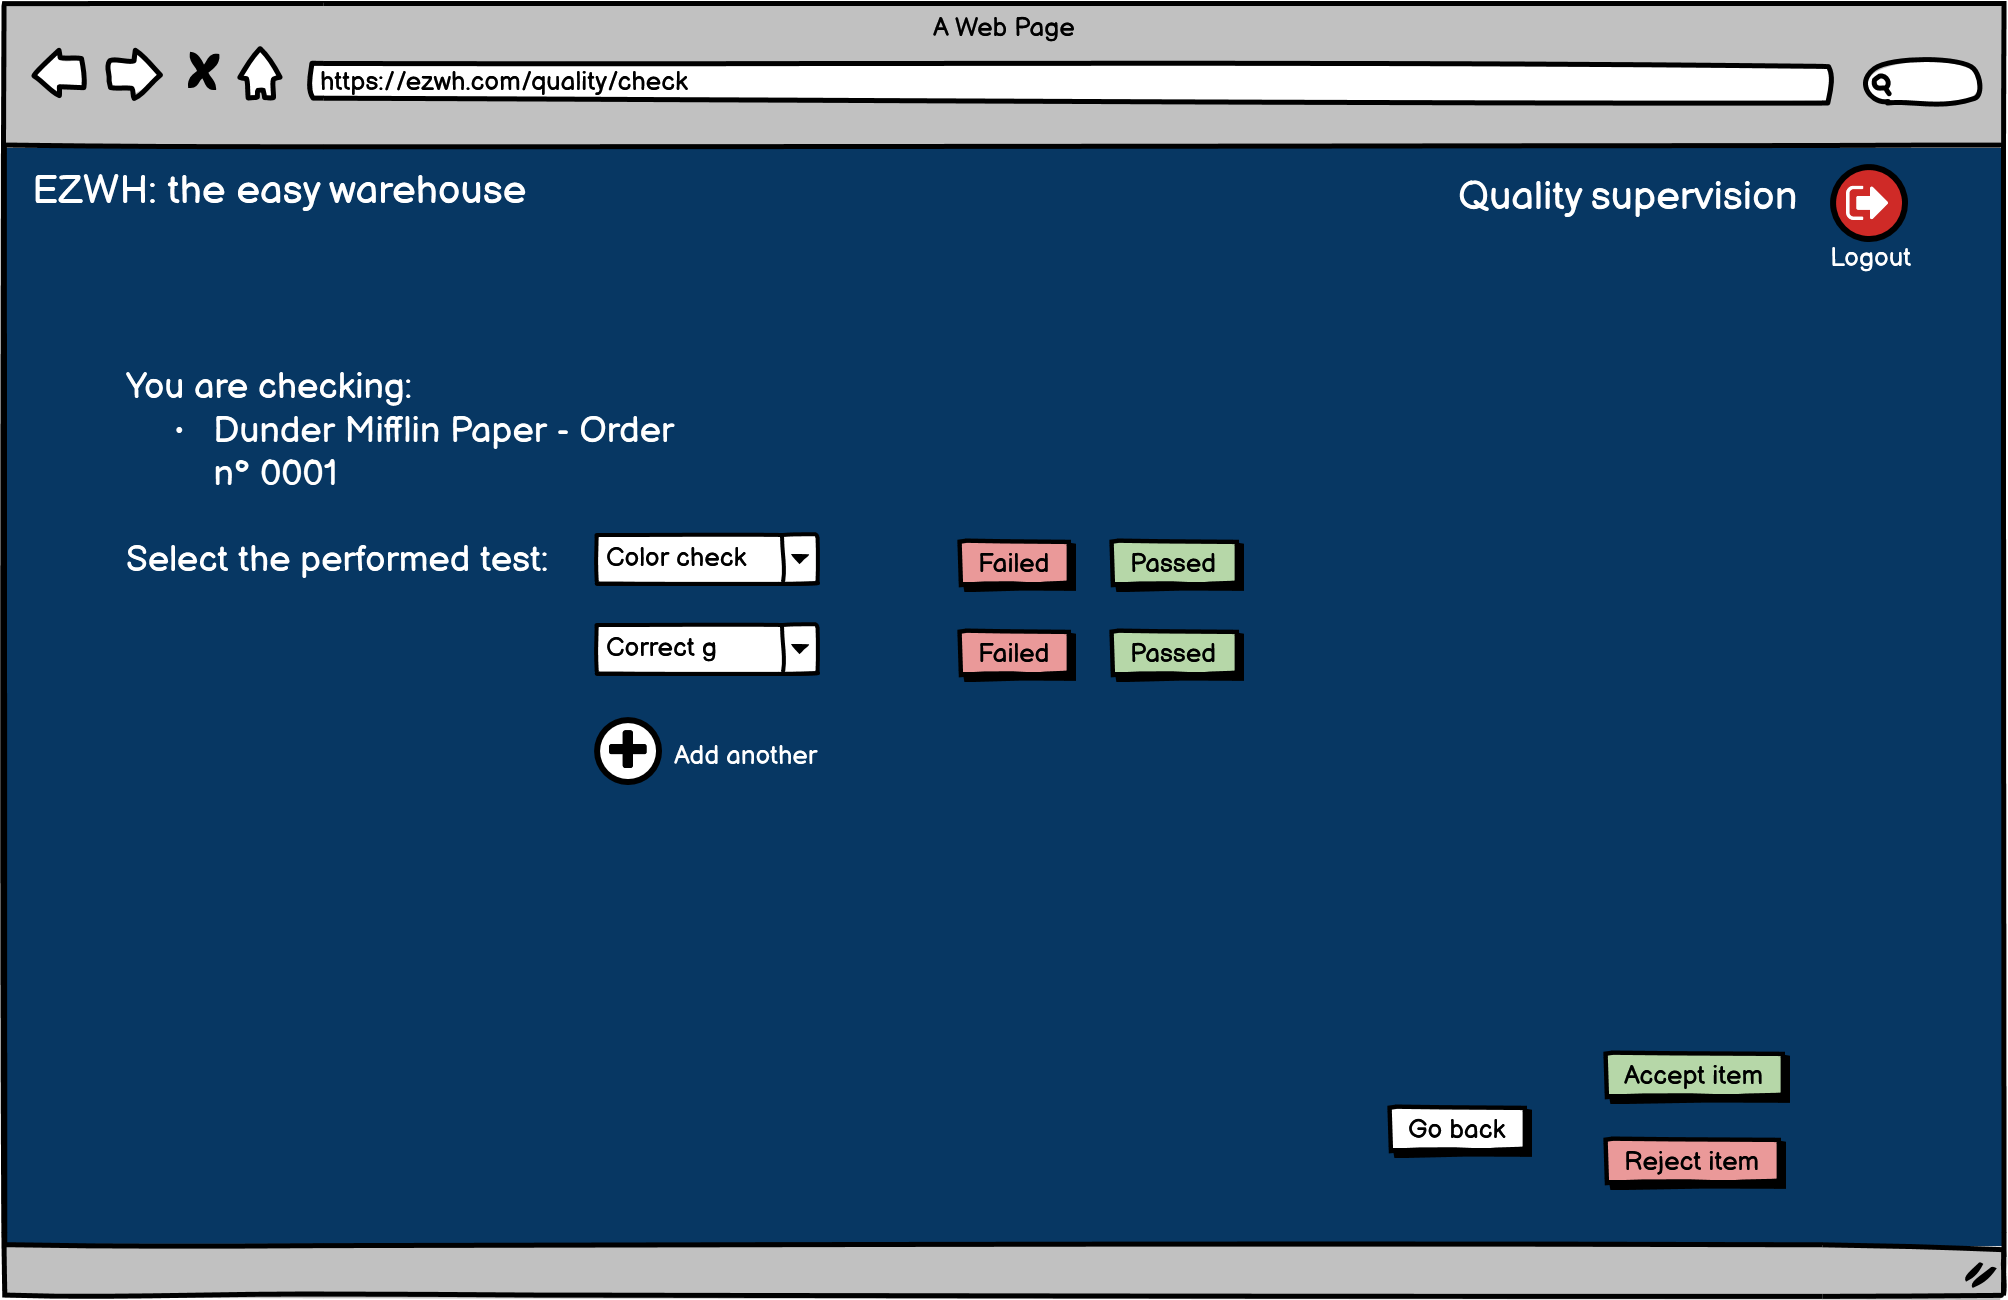 A Web Page
https://ezwh.com/quality/check
EZWH: the easy warehouse
Quality supervision
Logout
You are checking:
• Dunder Mifflin Paper - Order
n° 0001
Select the performed test:
Color check
Failed
Passed
Correct g
Failed
Passed
Add another
Accept item
Go back
Reject item